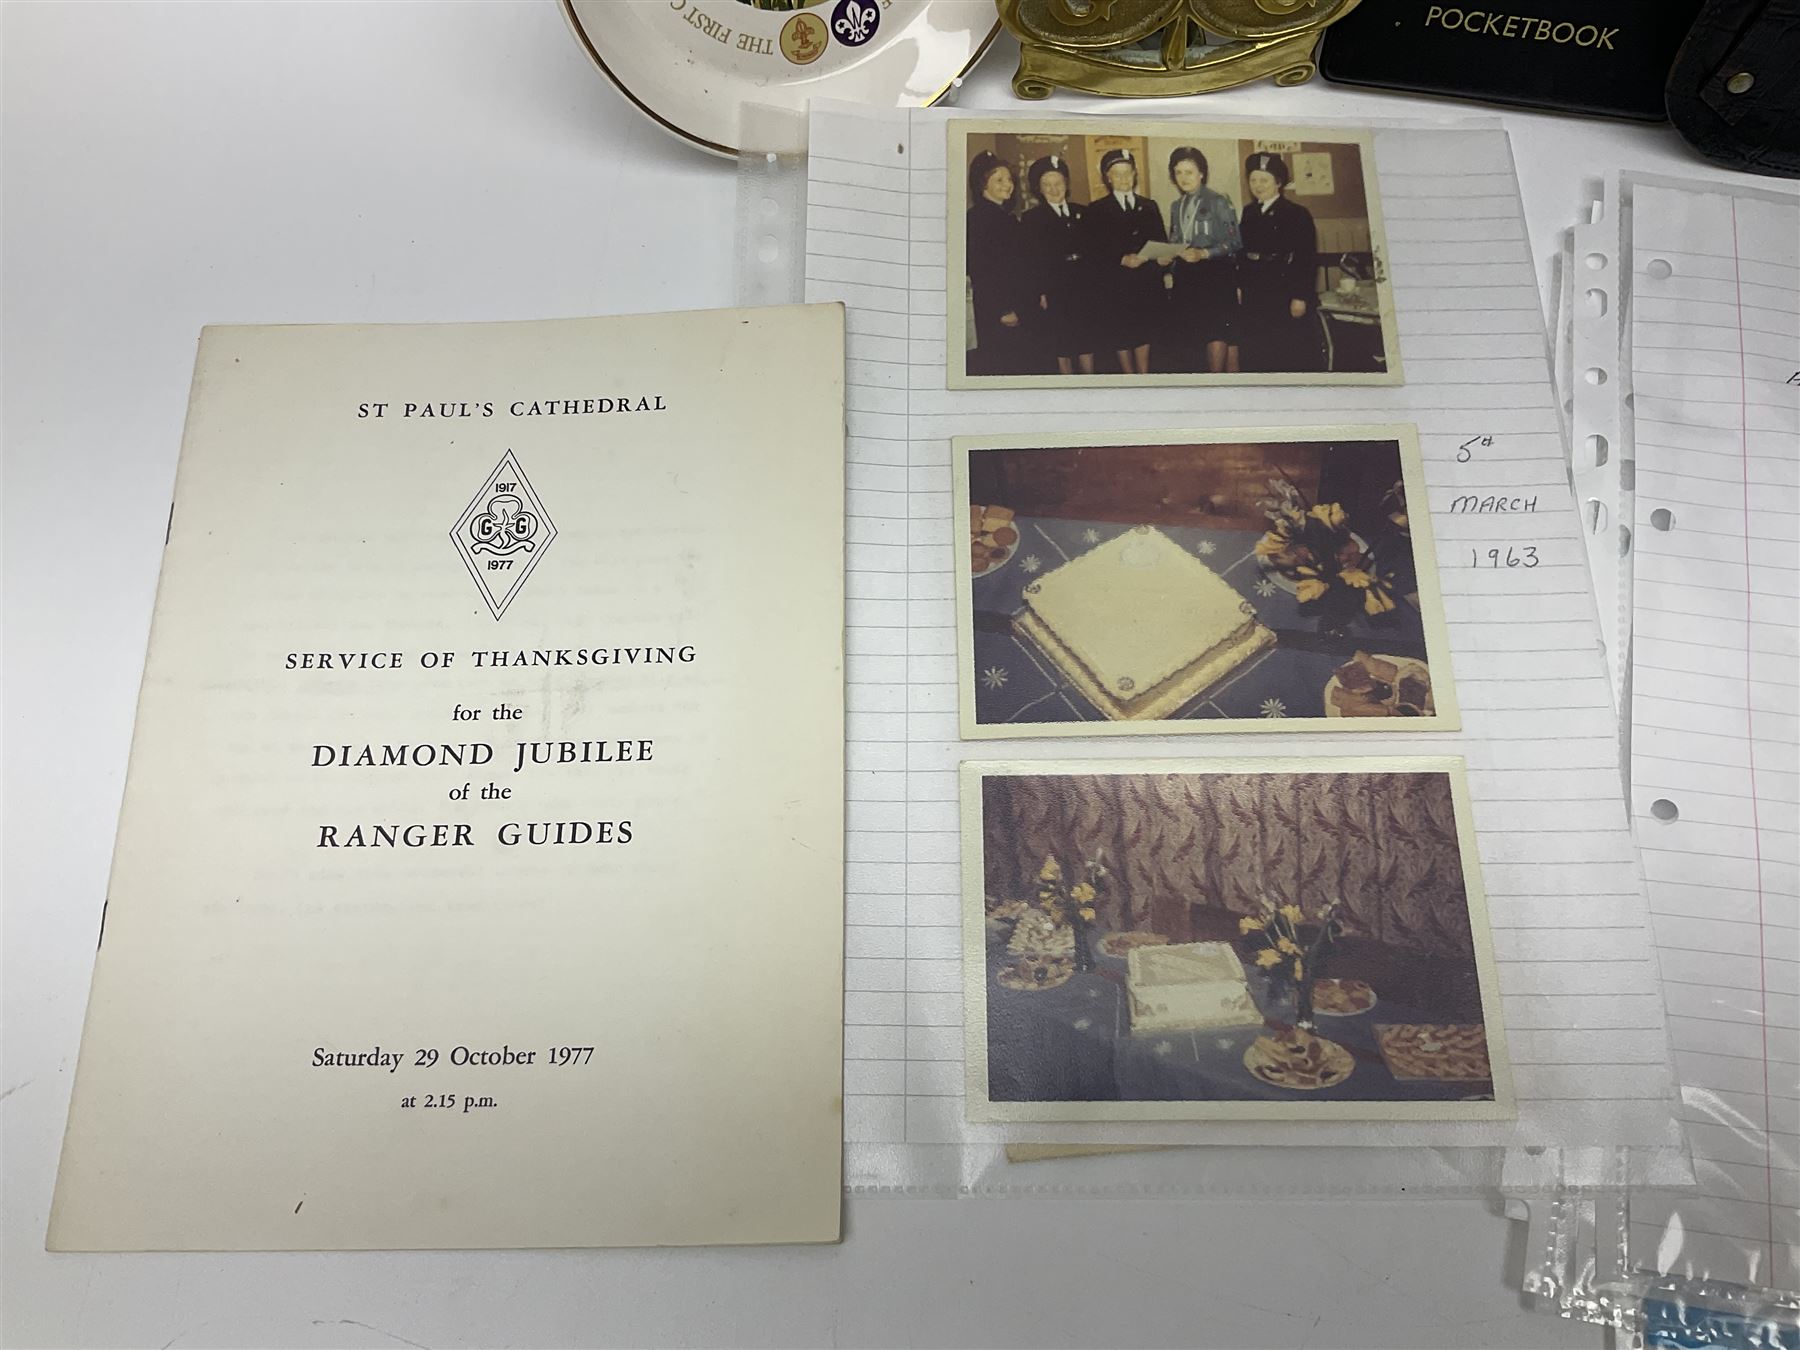 THE FIRST
POCKETBOOK
ST PAUL'S CATHEDRAL
1917
G G
1977
SERVICE OF THANKSGIVING
for the
DIAMOND JUBILEE
of the
RANGER GUIDES
Saturday 29 October 1977
at 2.15 p.m.
5th
MARCH
1963